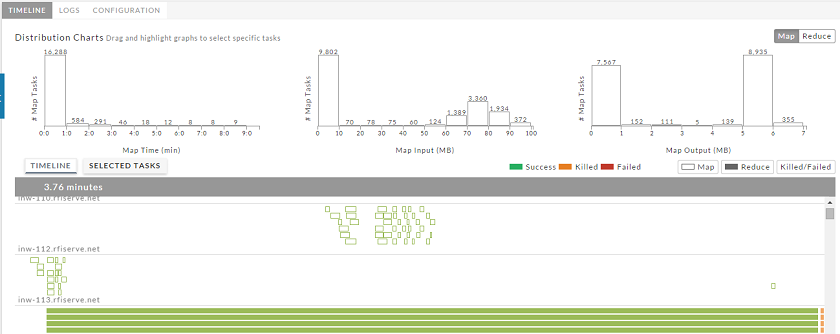 TIMELINE LOGS CONFIGURATION
Distribution Charts Drag and highlight graphs to select specific tasks
Map Reduce
# Map Tasks
16,288
584 291 46 18 12 8 8 9
0:0 1:0 2:0 3:0 4:0 5:0 6:0 7:0 8:0 9:0
Map Time (min)
# Map Tasks
9,802
70 78 75 60 124 1,389 3,360 1,934 372
0 10 20 30 40 50 60 70 80 90 100
Map Input (MB)
# Map Tasks
7,567 152 111 5 139 8,935 355
0 1 2 3 4 5 6 7
Map Output (MB)
TIMELINE SELECTED TASKS
Success Killed Failed
Map Reduce Killed/Failed
3.76 minutes
inw-110.rfiserve.net
inw-112.rfiserve.net
inw-113.rfiserve.net